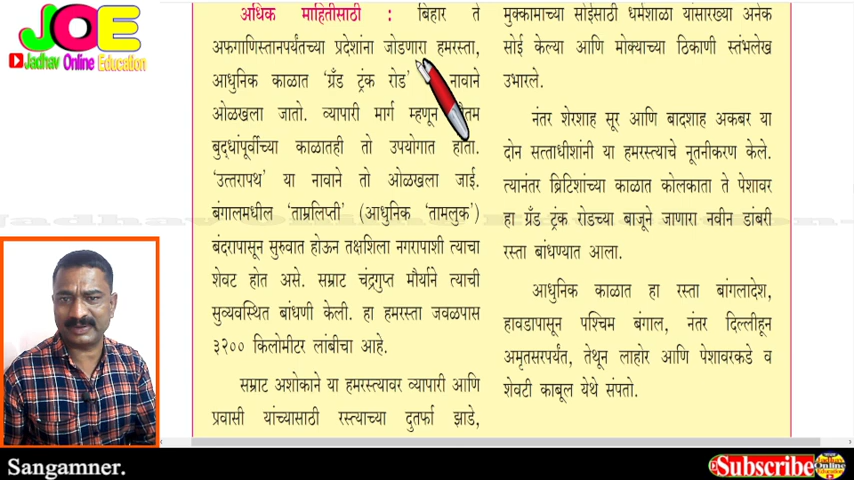 JOE
Jadhav Online Education
अधिक माहितीसाठी : बिहार ते
अफगाणिस्तानपर्यंतच्या प्रदेशांना जोडणारा हमरस्ता,
आधुनिक काळात ‘ग्रँड ट्रंक रोड’ नावाने
ओळखला जातो. व्यापारी मार्ग म्हणून
बुद्धांपूर्वीच्या काळातही तो उपयोगात होता.
‘उत्तरापथ’ या नावाने तो ओळखला जाई.
बंगालमधील ‘ताम्रलिप्ती’ (आधुनिक ‘तामलुक’)
बंदरापासून सुरुवात होऊन तक्षशिला नगरापाशी त्याचा
शेवट होत असे. सम्राट चंद्रगुप्त मौर्याने त्याची
सुव्यवस्थित बांधणी केली. हा हमरस्ता जवळपास
३२०० किलोमीटर लांबीचा आहे.
सम्राट अशोकाने या हमरस्त्यावर व्यापारी आणि
प्रवासी यांच्यासाठी रस्त्याच्या दुतर्फा झाडे,
मुक्कामाच्या सोईसाठी धर्मशाळा यांसारख्या अनेक
सोई केल्या आणि मोक्याच्या ठिकाणी स्तंभलेख
उभारले.
नंतर शेरशाह सूर आणि बादशाह अकबर या
दोन सत्ताधीशांनी या हमरस्त्याचे नूतनीकरण केले.
त्यानंतर ब्रिटिशांच्या काळात कोलकाता ते पेशावर
हा ग्रँड ट्रंक रोडच्या बाजूने जाणारा नवीन डांबरी
रस्ता बांधण्यात आला.
आधुनिक काळात हा रस्ता बांगलादेश,
हावडापासून पश्चिम बंगाल, नंतर दिल्लीहून
अमृतसरपर्यंत, तेथून लाहोर आणि पेशावरकडे व
शेवटी काबूल येथे संपतो.
Sangamner.
Subscribe